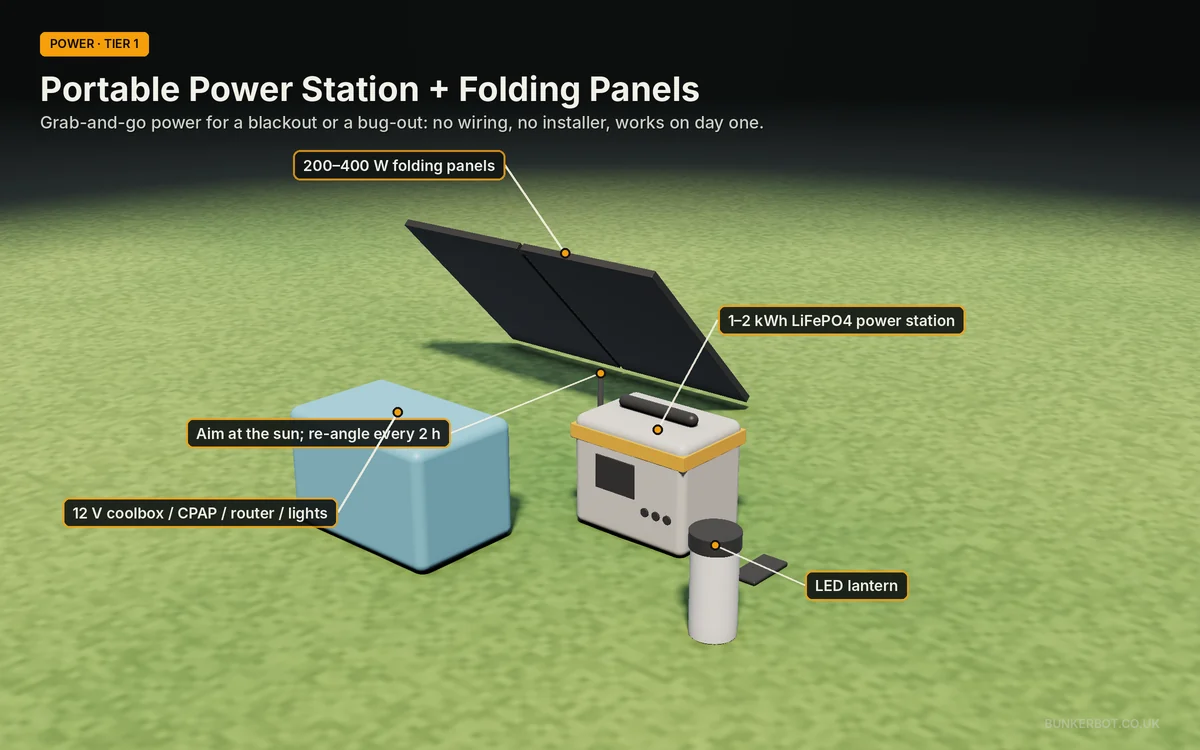 POWER · TIER 1
Portable Power Station + Folding Panels
Grab-and-go power for a blackout or a bug-out: no wiring, no installer, works on day one.
200–400 W folding panels
1–2 kWh LiFePO4 power station
Aim at the sun; re-angle every 2 h
12 V coolbox / CPAP / router / lights
LED lantern
BUNKERBOT.CO.UK